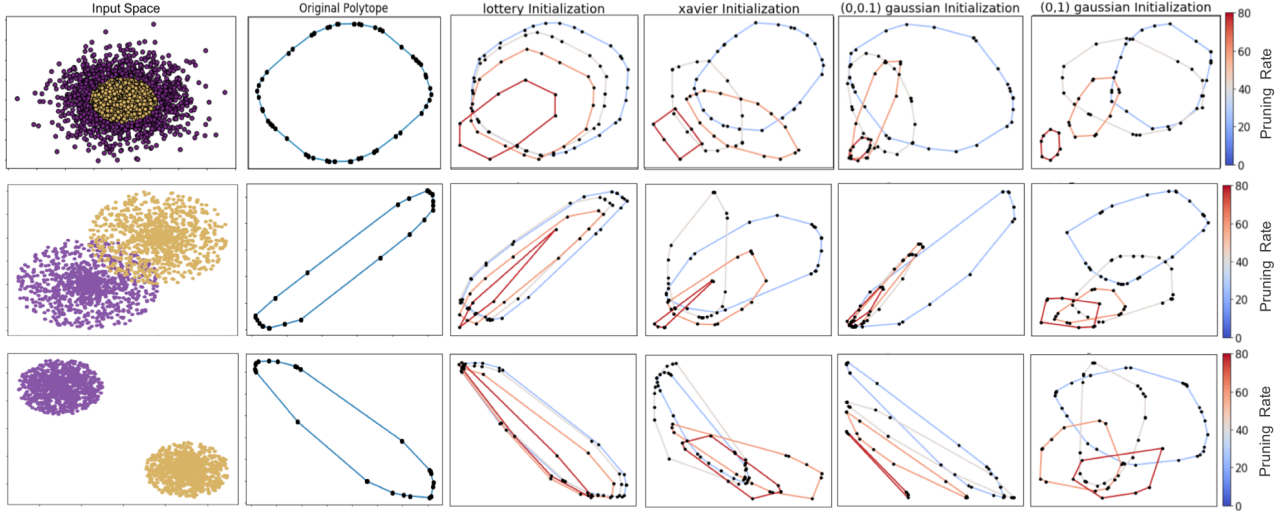 Input Space
Original Polytope
lottery Initialization
xavier Initialization
(0,0.1) gaussian Initialization
(0,1) gaussian Initialization
80
60
40
20
0
Pruning Rate
80
60
40
20
0
Pruning Rate
80
60
40
20
0
Pruning Rate